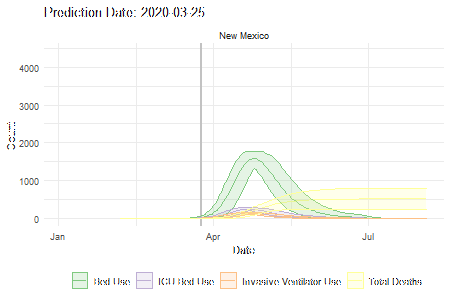 Prediction Date: 2020-03-25
New Mexico
4000
3000
2000
1000
0
Count
Jan
Apr
Jul
Date
Bed Use
ICU Bed Use
Invasive Ventilator Use
Total Deaths